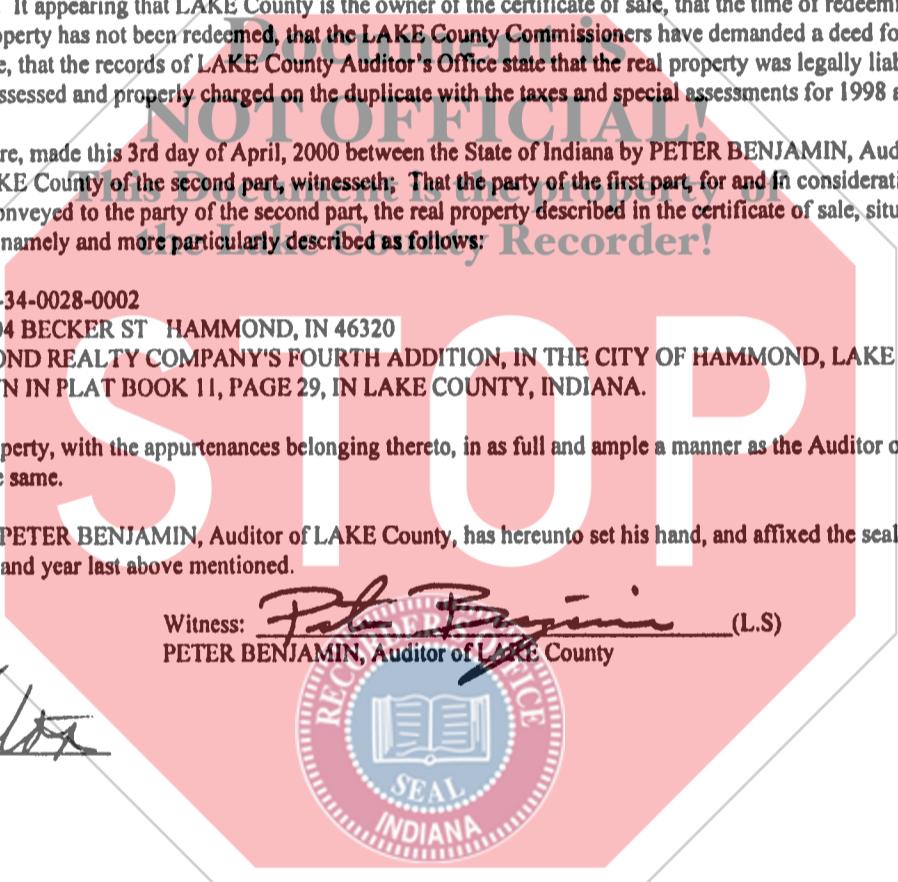 It appearing that LAKE County is the owner of the certificate of sale, that the time of redeemi
operty has not been redeemed, that the LAKE County Commissioners have demanded a deed fo
Document is
e, that the records of LAKE County Auditor's Office state that the real property was legally liab
ssessed and properly charged on the duplicate with the taxes and special assessments for 1998 a
NOT OFFICIAL!
re, made this 3rd day of April, 2000 between the State of Indiana by PETER BENJAMIN, Aud
KE County of the second part, witnesseth; That the party of the first part, for and in considerati
This Document is the property of
onveyed to the party of the second part, the real property described in the certificate of sale, situ
namely and more particularly described as follows:
the Lake County Recorder!
-34-0028-0002
04 BECKER ST HAMMOND, IN 46320
OND REALTY COMPANY'S FOURTH ADDITION, IN THE CITY OF HAMMOND, LAKE
N IN PLAT BOOK 11, PAGE 29, IN LAKE COUNTY, INDIANA.
STOP
perty, with the appurtenances belonging thereto, in as full and ample a manner as the Auditor o
e same.
PETER BENJAMIN, Auditor of LAKE County, has hereunto set his hand, and affixed the seal
and year last above mentioned.
Witness: Peter Benjamin (L.S)
PETER BENJAMIN, Auditor of LAKE County
RECORDER'S OFFICE
SEAL
INDIANA